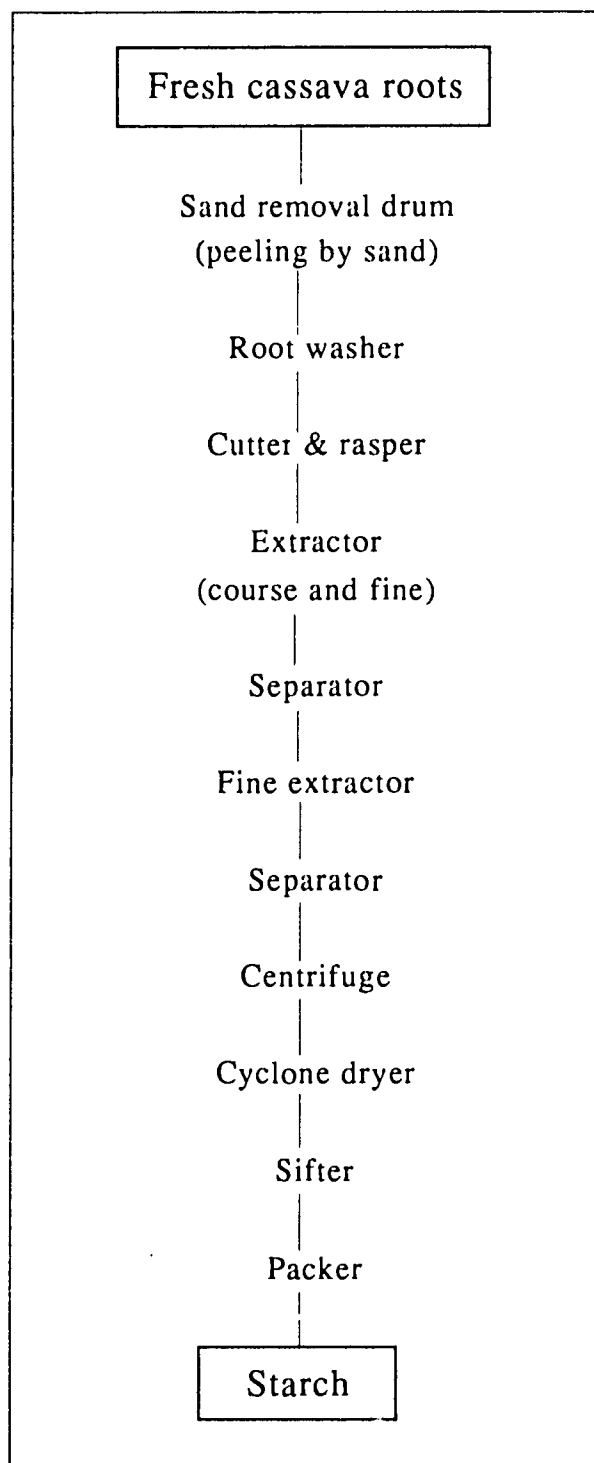 Fresh cassava roots
Sand removal drum
(peeling by sand)
Root washer
Cutter & rasper
Extractor
(course and fine)
Separator
Fine extractor
Separator
Centrifuge
Cyclone dryer
Sifter
Packer
Starch